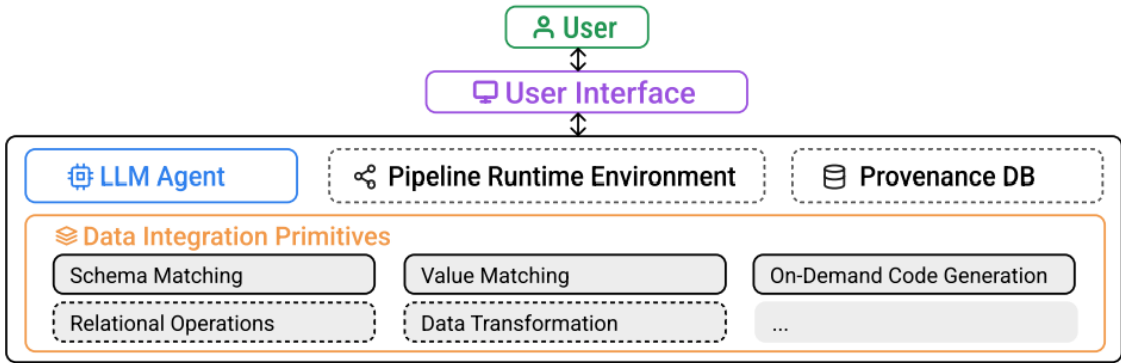 User
User Interface
LLM Agent
Pipeline Runtime Environment
Provenance DB
Data Integration Primitives
Schema Matching
Value Matching
On-Demand Code Generation
Relational Operations
Data Transformation
...